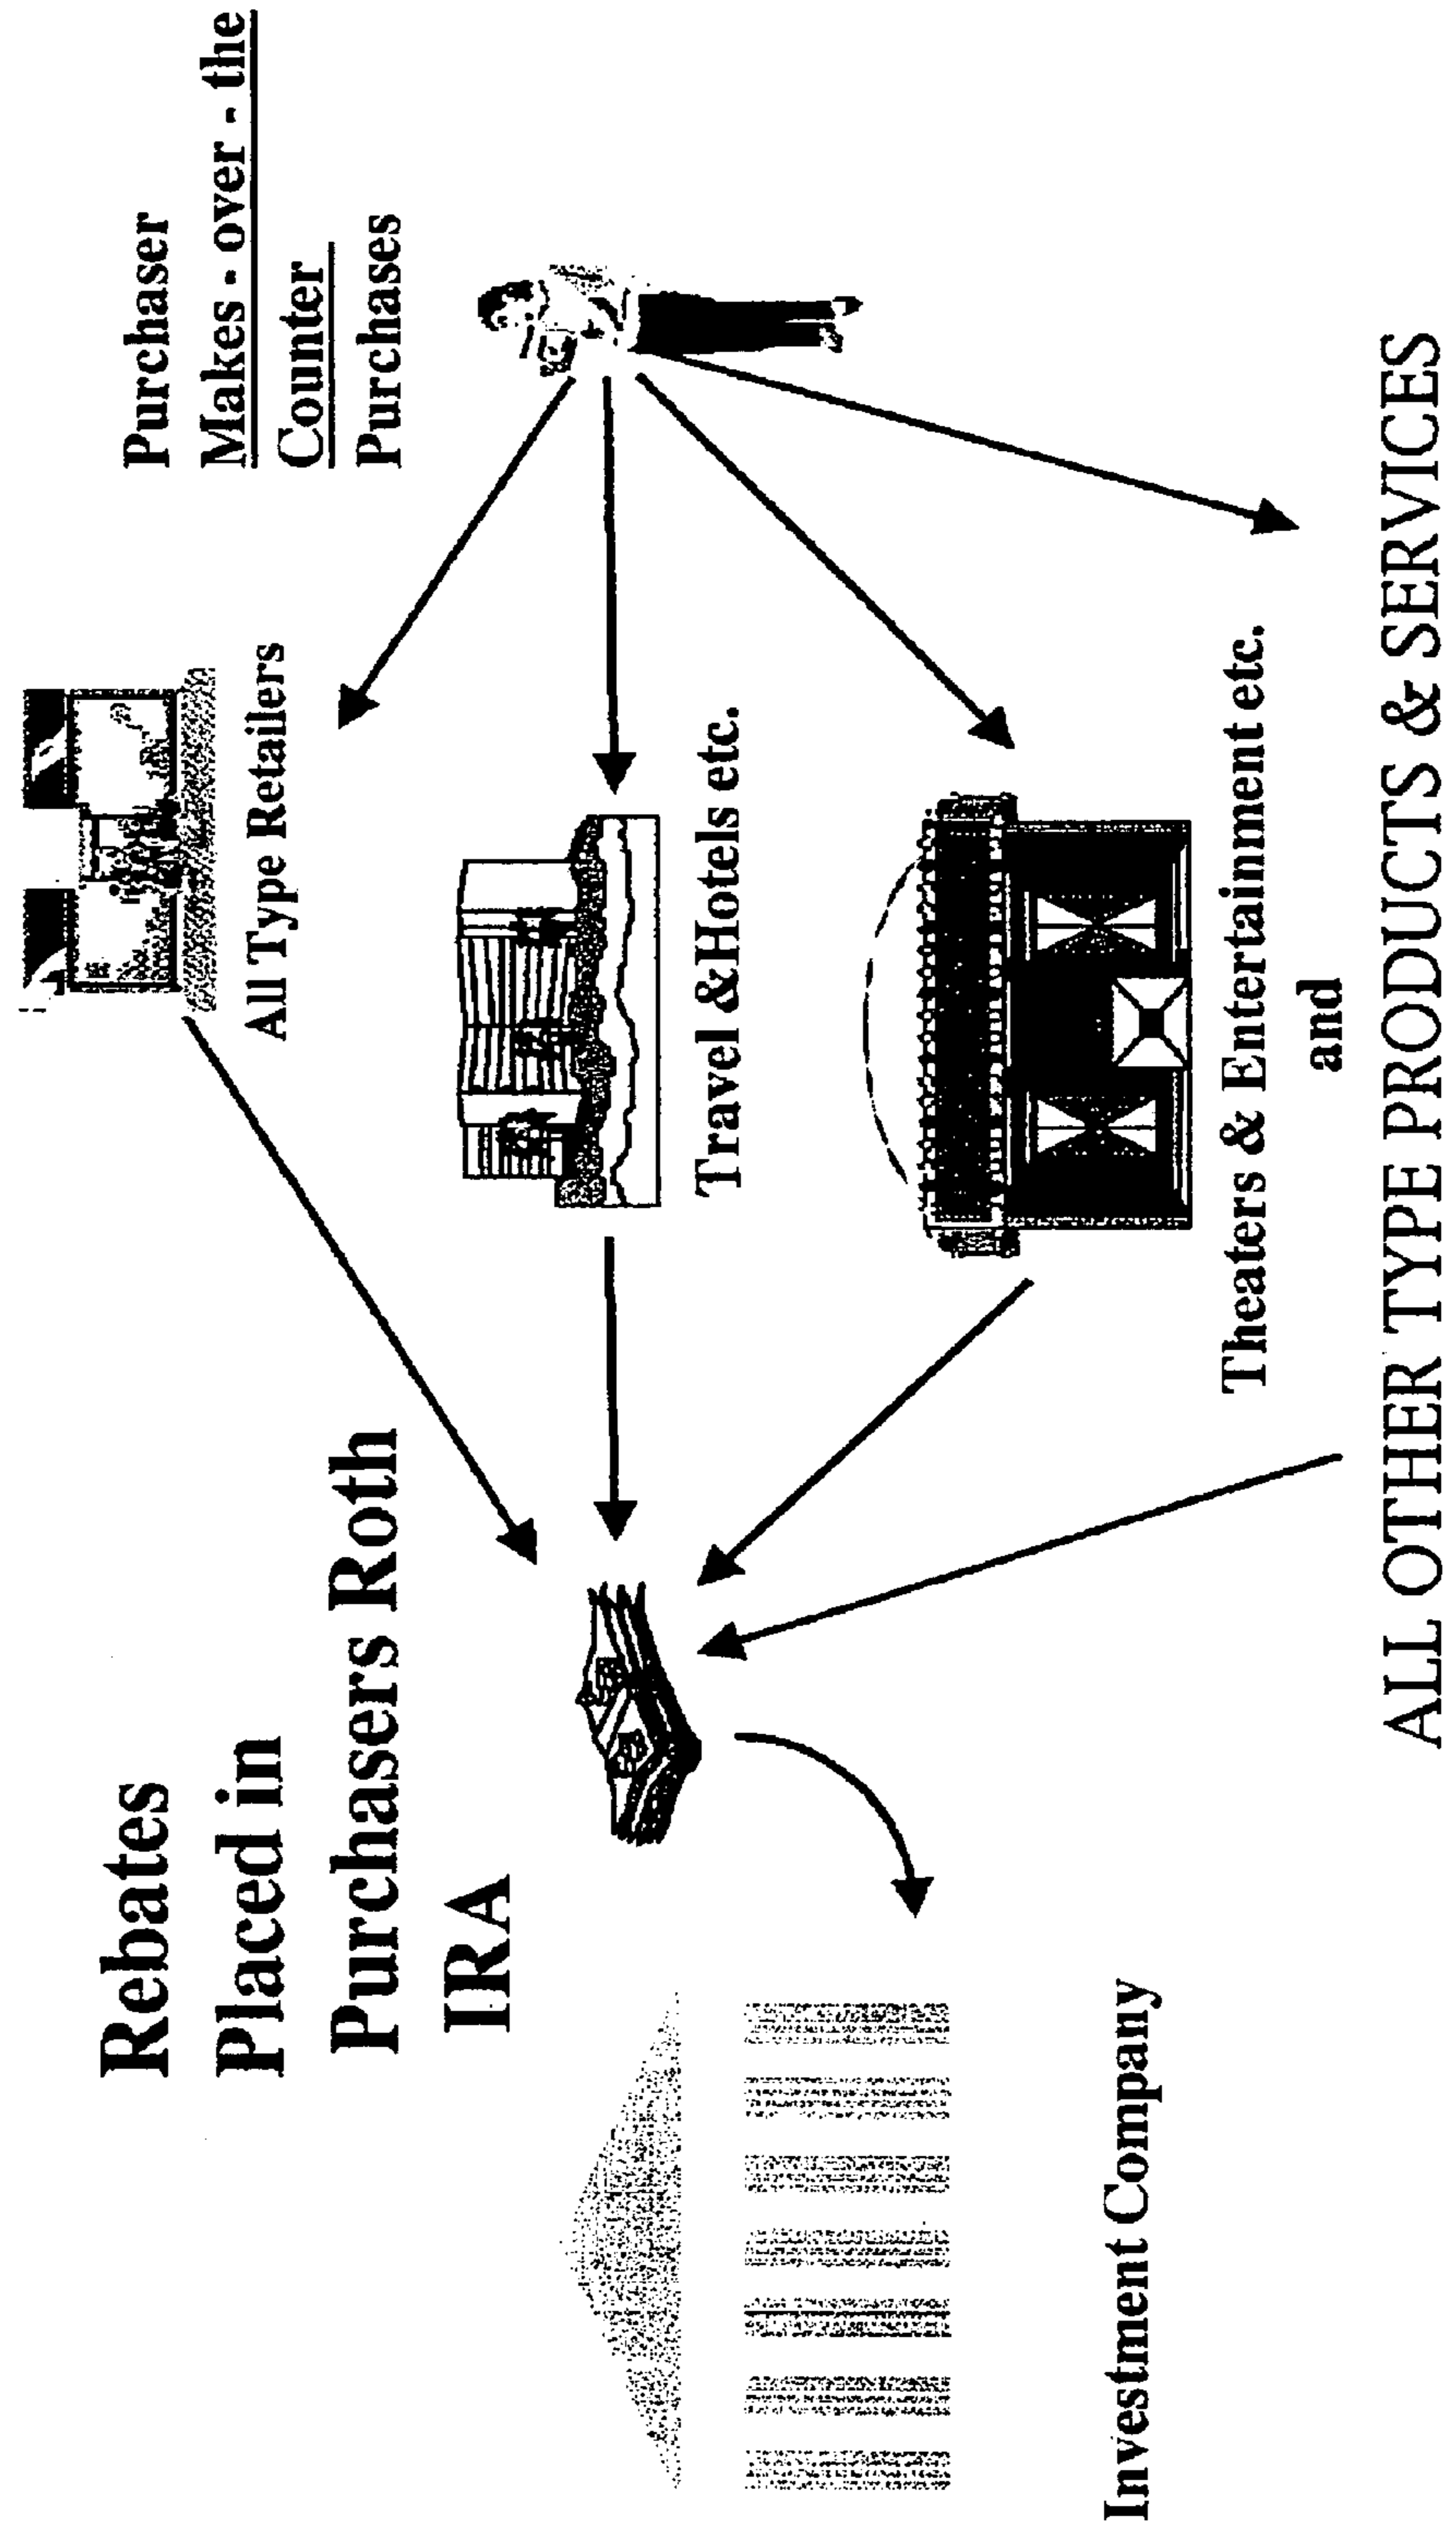 Rebates
Placed in
Purchasers Roth
IRA
Purchaser
Makes - over - the
Counter
Purchases
All Type Retailers
Travel &Hotels etc.
Theaters & Entertainment etc.
and
ALL OTHER TYPE PRODUCTS & SERVICES
Investment Company